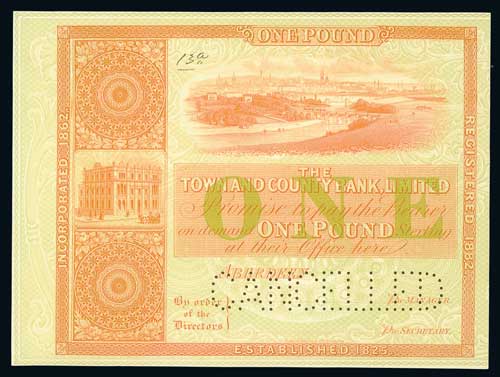 ONE POUND
13a
INCORPORATED 1862.
REGISTERED 1882.
THE
TOWN AND COUNTY BANK, LIMITED
ONE
Promise to pay the Bearer
on demand ONE POUND Sterling
at their Office here.
ABERDEEN
CANCELLED
By order
of the
Directors
Pro MANAGER.
Pro SECRETARY.
ESTABLISHED 1825.